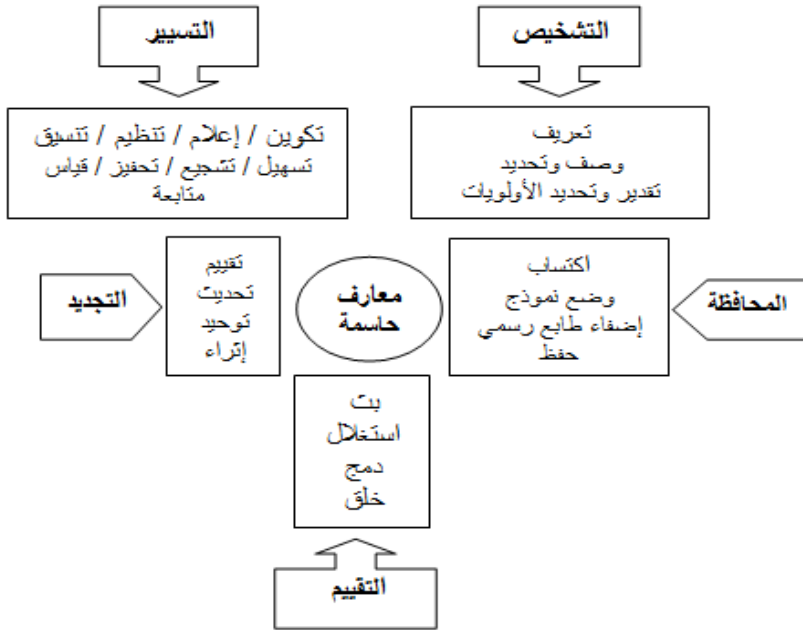 التشخيص
التسيير
تعريف
وصف وتحديد
تقدير وتحديد الأولويات
تكوين / إعلام / تنظيم / تنسيق
تسهيل / تشجيع / تحفيز / قياس
متابعة
المحافظة
أكتساب
وضع نموذج
إضفاء طابع رسمي
حفظ
معارف
حاسمة
تقييم
تحديث
توحيد
إثراء
التجديد
بث
استغلال
دمج
خلق
التقييم